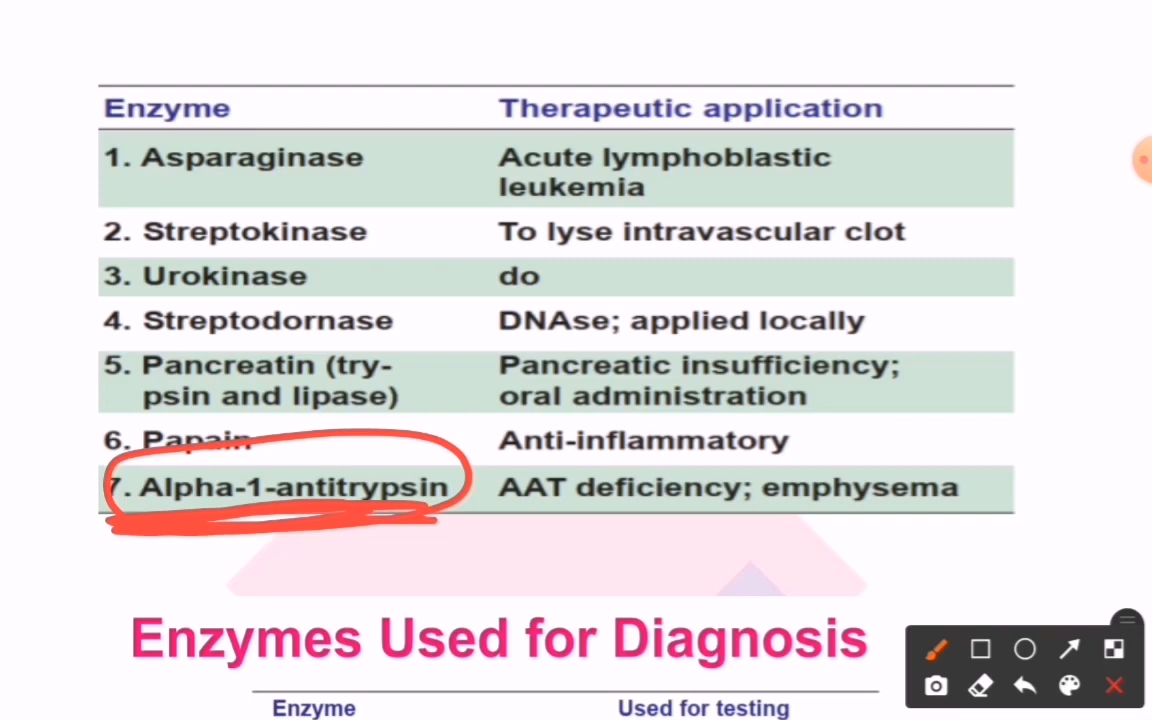 Enzyme Therapeutic application
1. Asparaginase Acute lymphoblastic
leukemia
2. Streptokinase To lyse intravascular clot
3. Urokinase do
4. Streptodornase DNAse; applied locally
5. Pancreatin (try- Pancreatic insufficiency;
psin and lipase) oral administration
6. Papain Anti-inflammatory
7. Alpha-1-antitrypsin AAT deficiency; emphysema
Enzymes Used for Diagnosis
Enzyme Used for testing